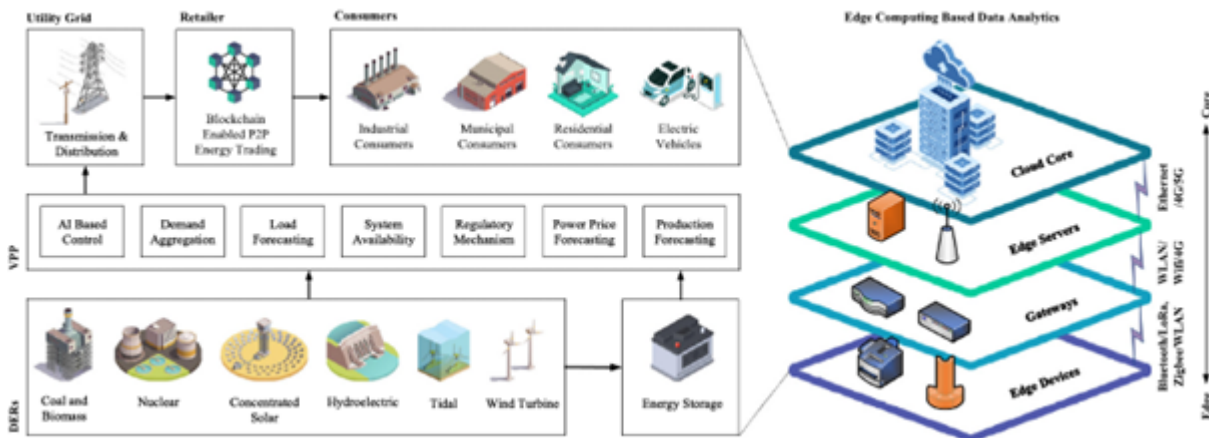 Utility Grid
Retailer
Consumers
Edge Computing Based Data Analytics
Transmission &
Distribution
Blockchain
Enabled P2P
Energy Trading
Industrial
Consumers
Municipal
Consumers
Residential
Consumers
Electric
Vehicles
VPP
AI Based
Control
Demand
Aggregation
Load
Forecasting
System
Availability
Regulatory
Mechanism
Power Price
Forecasting
Production
Forecasting
DERs
Coal and
Biomass
Nuclear
Concentrated
Solar
Hydroelectric
Tidal
Wind Turbine
Energy Storage
Cloud Core
Edge Servers
Gateways
Edge Devices
Ethernet
/4G/5G
WLAN/
Wifi/4G
Bluetooth/LoRa,
Zigbee/WLAN
Core
Edge